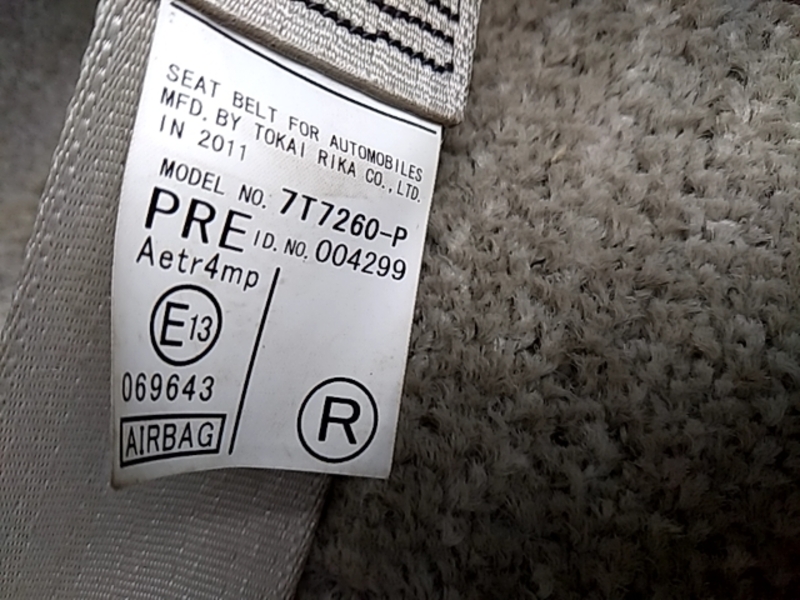 SEAT BELT FOR AUTOMOBILES
MFD. BY TOKAI RIKA CO., LTD.
IN 2011
MODEL NO. 7T7260-P
PRE ID. NO. 004299
Aetr4mp
E13
069643
AIRBAG
R